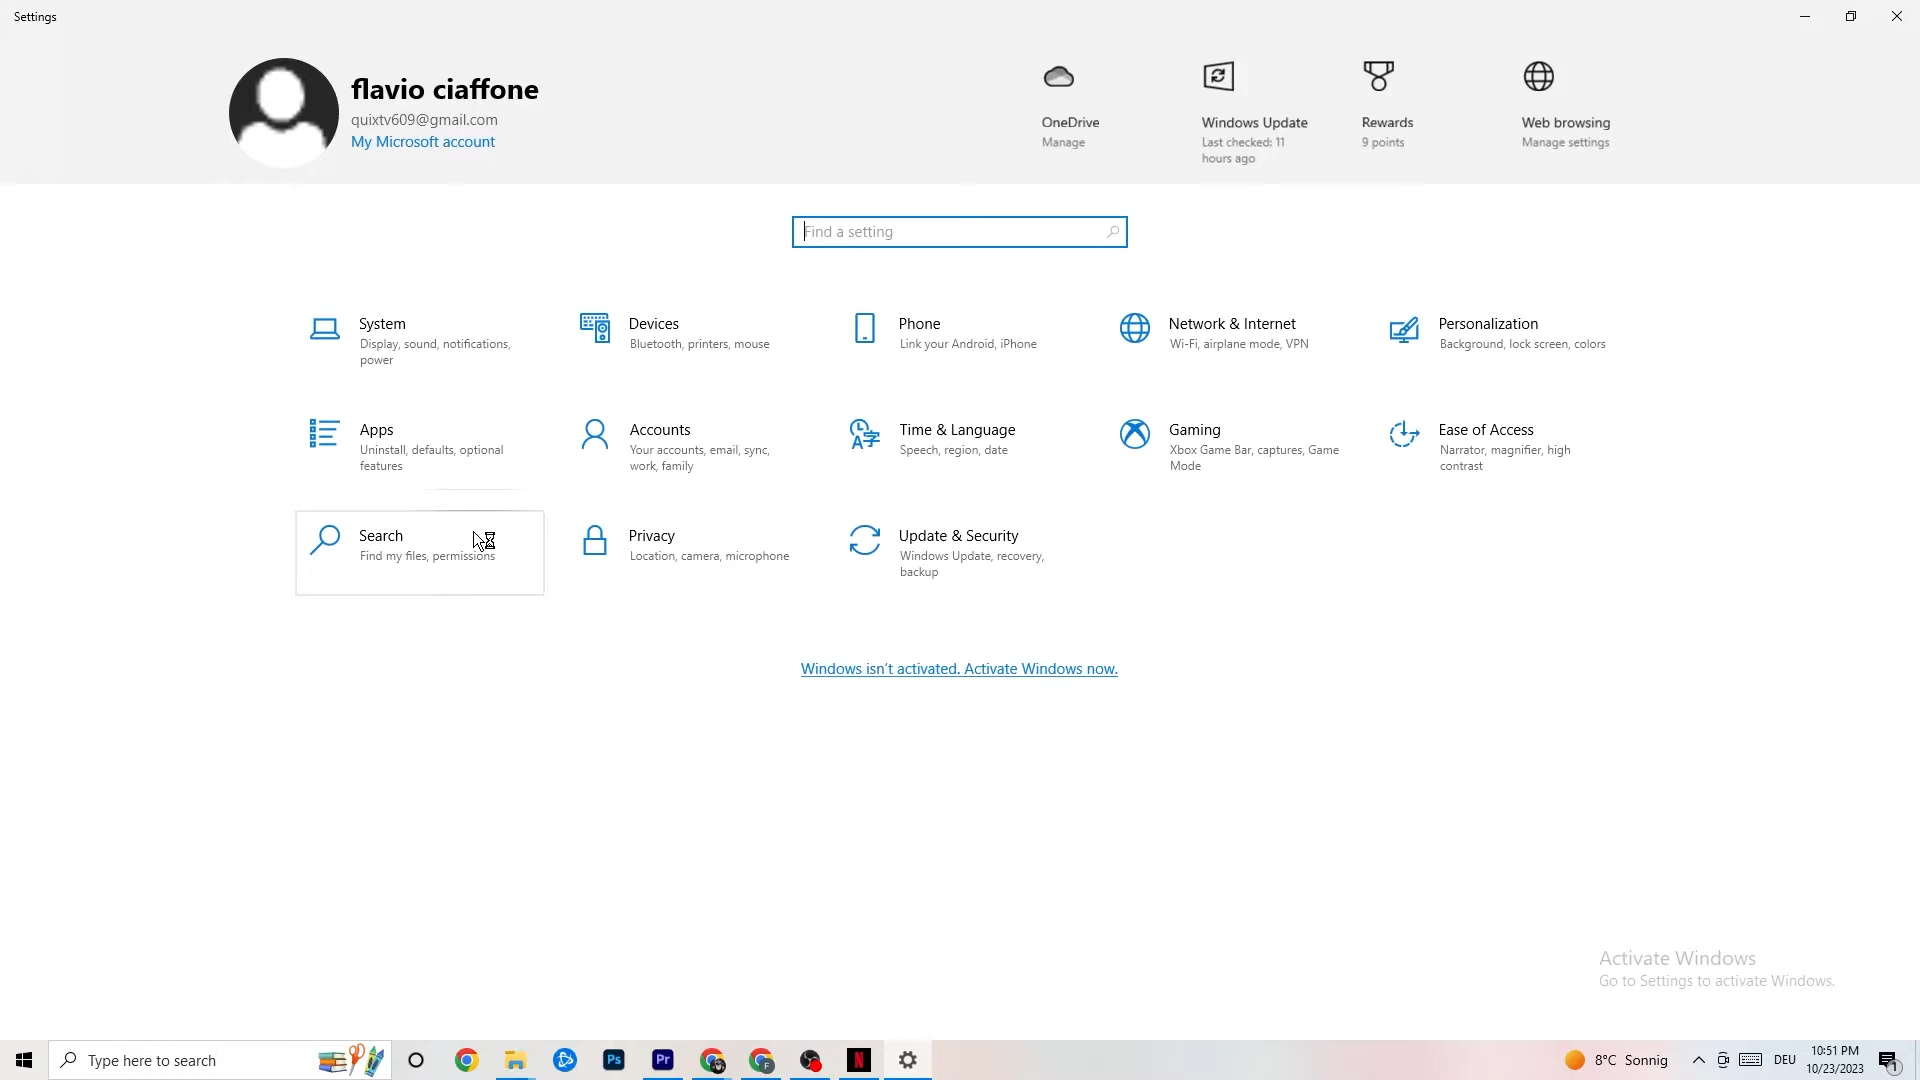 Settings
flavio ciaffone
quixtv609@gmail.com
My Microsoft account
OneDrive
Manage
Windows Update
Last checked: 11
hours ago
Rewards
9 points
Web browsing
Manage settings
Find a setting
System
Display, sound, notifications,
power
Devices
Bluetooth, printers, mouse
Phone
Link your Android, iPhone
Network & Internet
Wi-Fi, airplane mode, VPN
Personalization
Background, lock screen, colors
Apps
Uninstall, defaults, optional
features
Accounts
Your accounts, email, sync,
work, family
Time & Language
Speech, region, date
Gaming
Xbox Game Bar, captures, Game
Mode
Ease of Access
Narrator, magnifier, high
contrast
Search
Find my files, permissions
Privacy
Location, camera, microphone
Update & Security
Windows Update, recovery,
backup
Windows isn't activated. Activate Windows now.
Activate Windows
Go to Settings to activate Windows.
Type here to search
Ps
Pr
F
N
8°C Sonnig
DEU
10:51 PM
10/23/2023
1